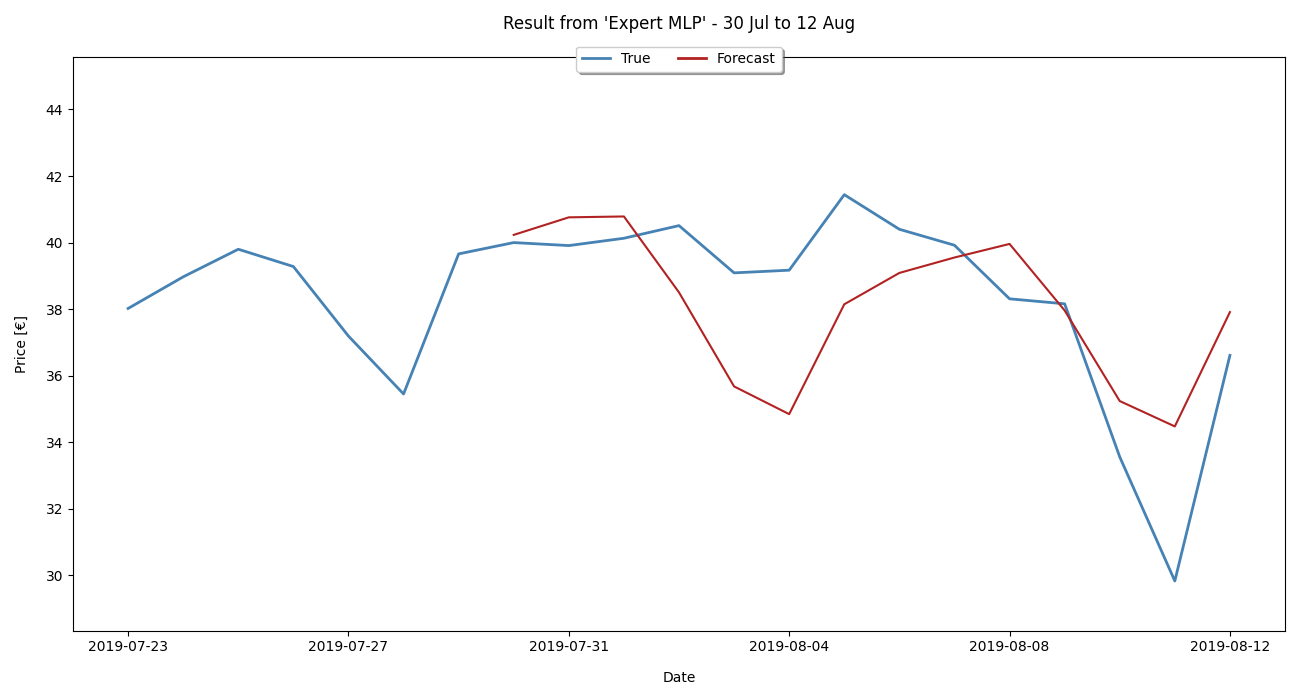 Result from 'Expert MLP' - 30 Jul to 12 Aug
True Forecast
44
42
40
38
36
34
32
30
Price [€]
2019-07-23 2019-07-27 2019-07-31 2019-08-04 2019-08-08 2019-08-12
Date